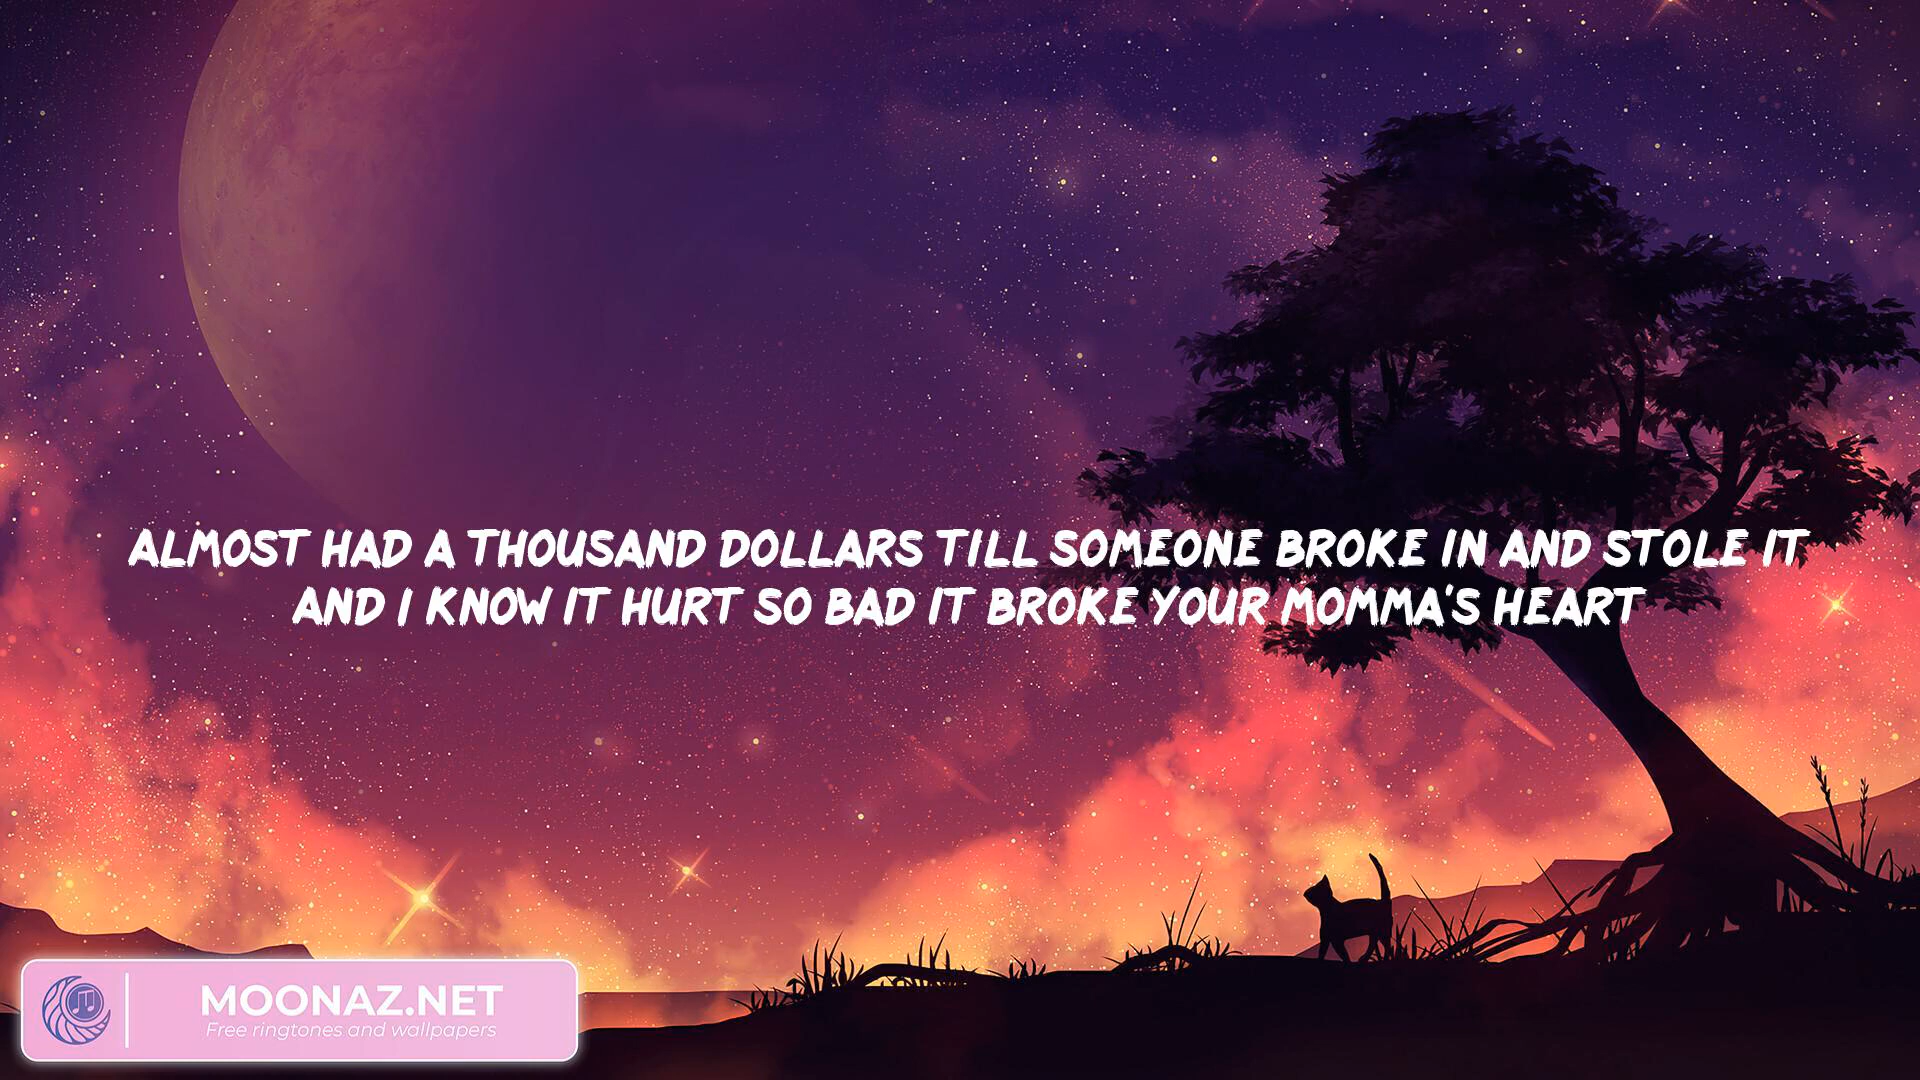 ALMOST HAD A THOUSAND DOLLARS TILL SOMEONE BROKE IN AND STOLE IT
AND I KNOW IT HURT SO BAD IT BROKE YOUR MOMMA'S HEART
MOONAZ.NET
Free ringtones and wallpapers